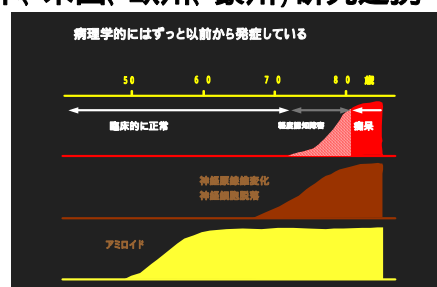 病理学的にはずっと以前から発症している
50 60 70 80 歳
臨床的に正常
軽度認知障害
痴呆
神経原線維変化
神経細胞脱落
アミロイド